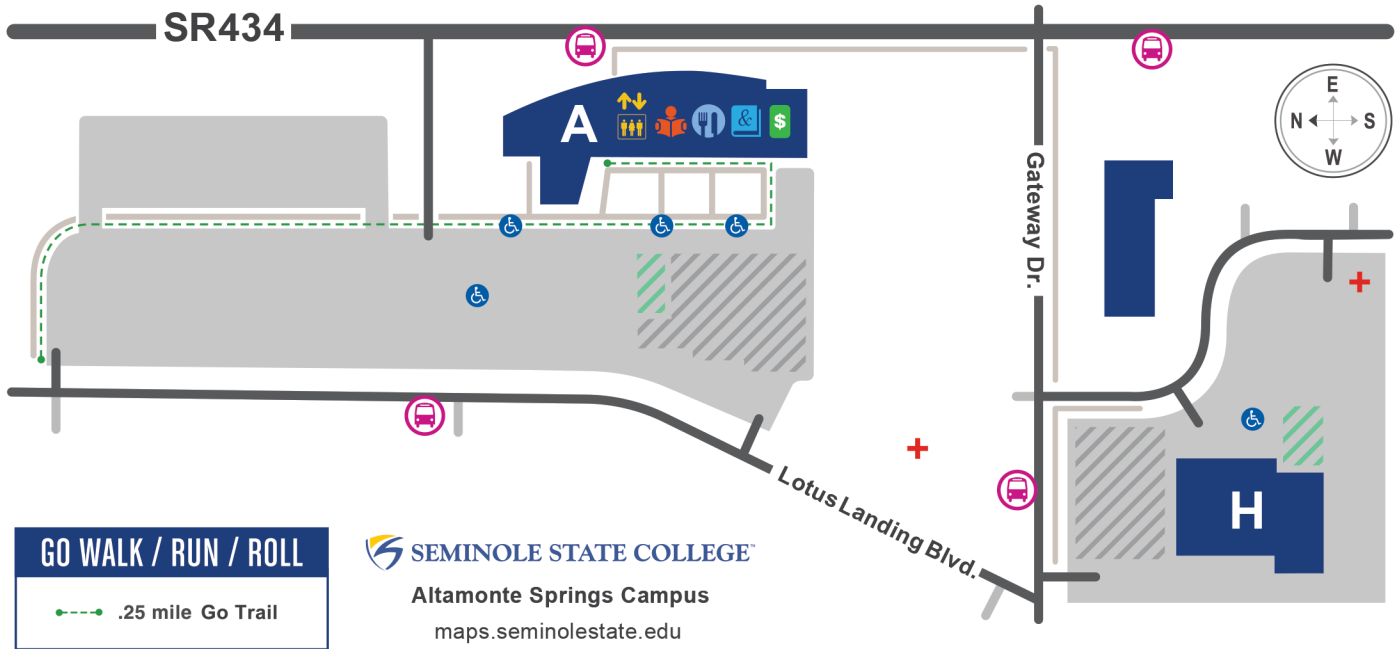 SR434
E
N
S
W
A
&
$
Gateway Dr.
Lotus Landing Blvd.
H
GO WALK / RUN / ROLL
.25 mile Go Trail
SEMINOLE STATE COLLEGE™
Altamonte Springs Campus
maps.seminolestate.edu